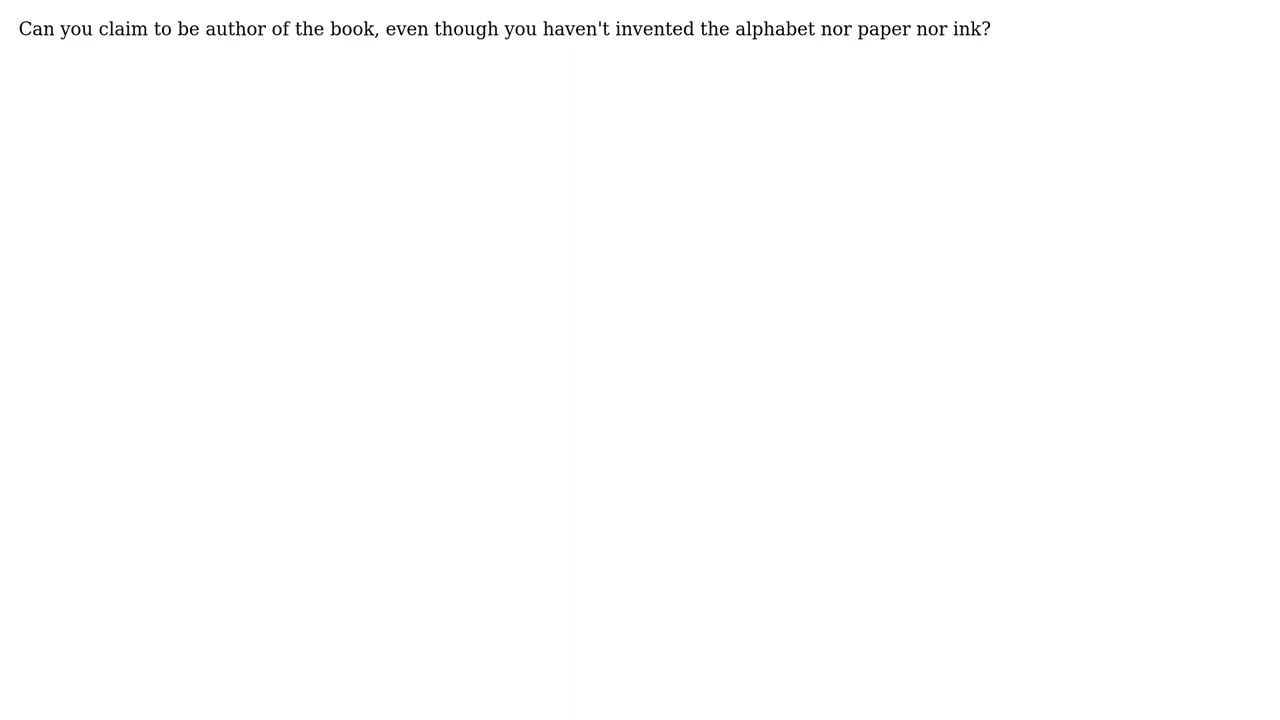 Can you claim to be author of the book, even though you haven't invented the alphabet nor paper nor ink?